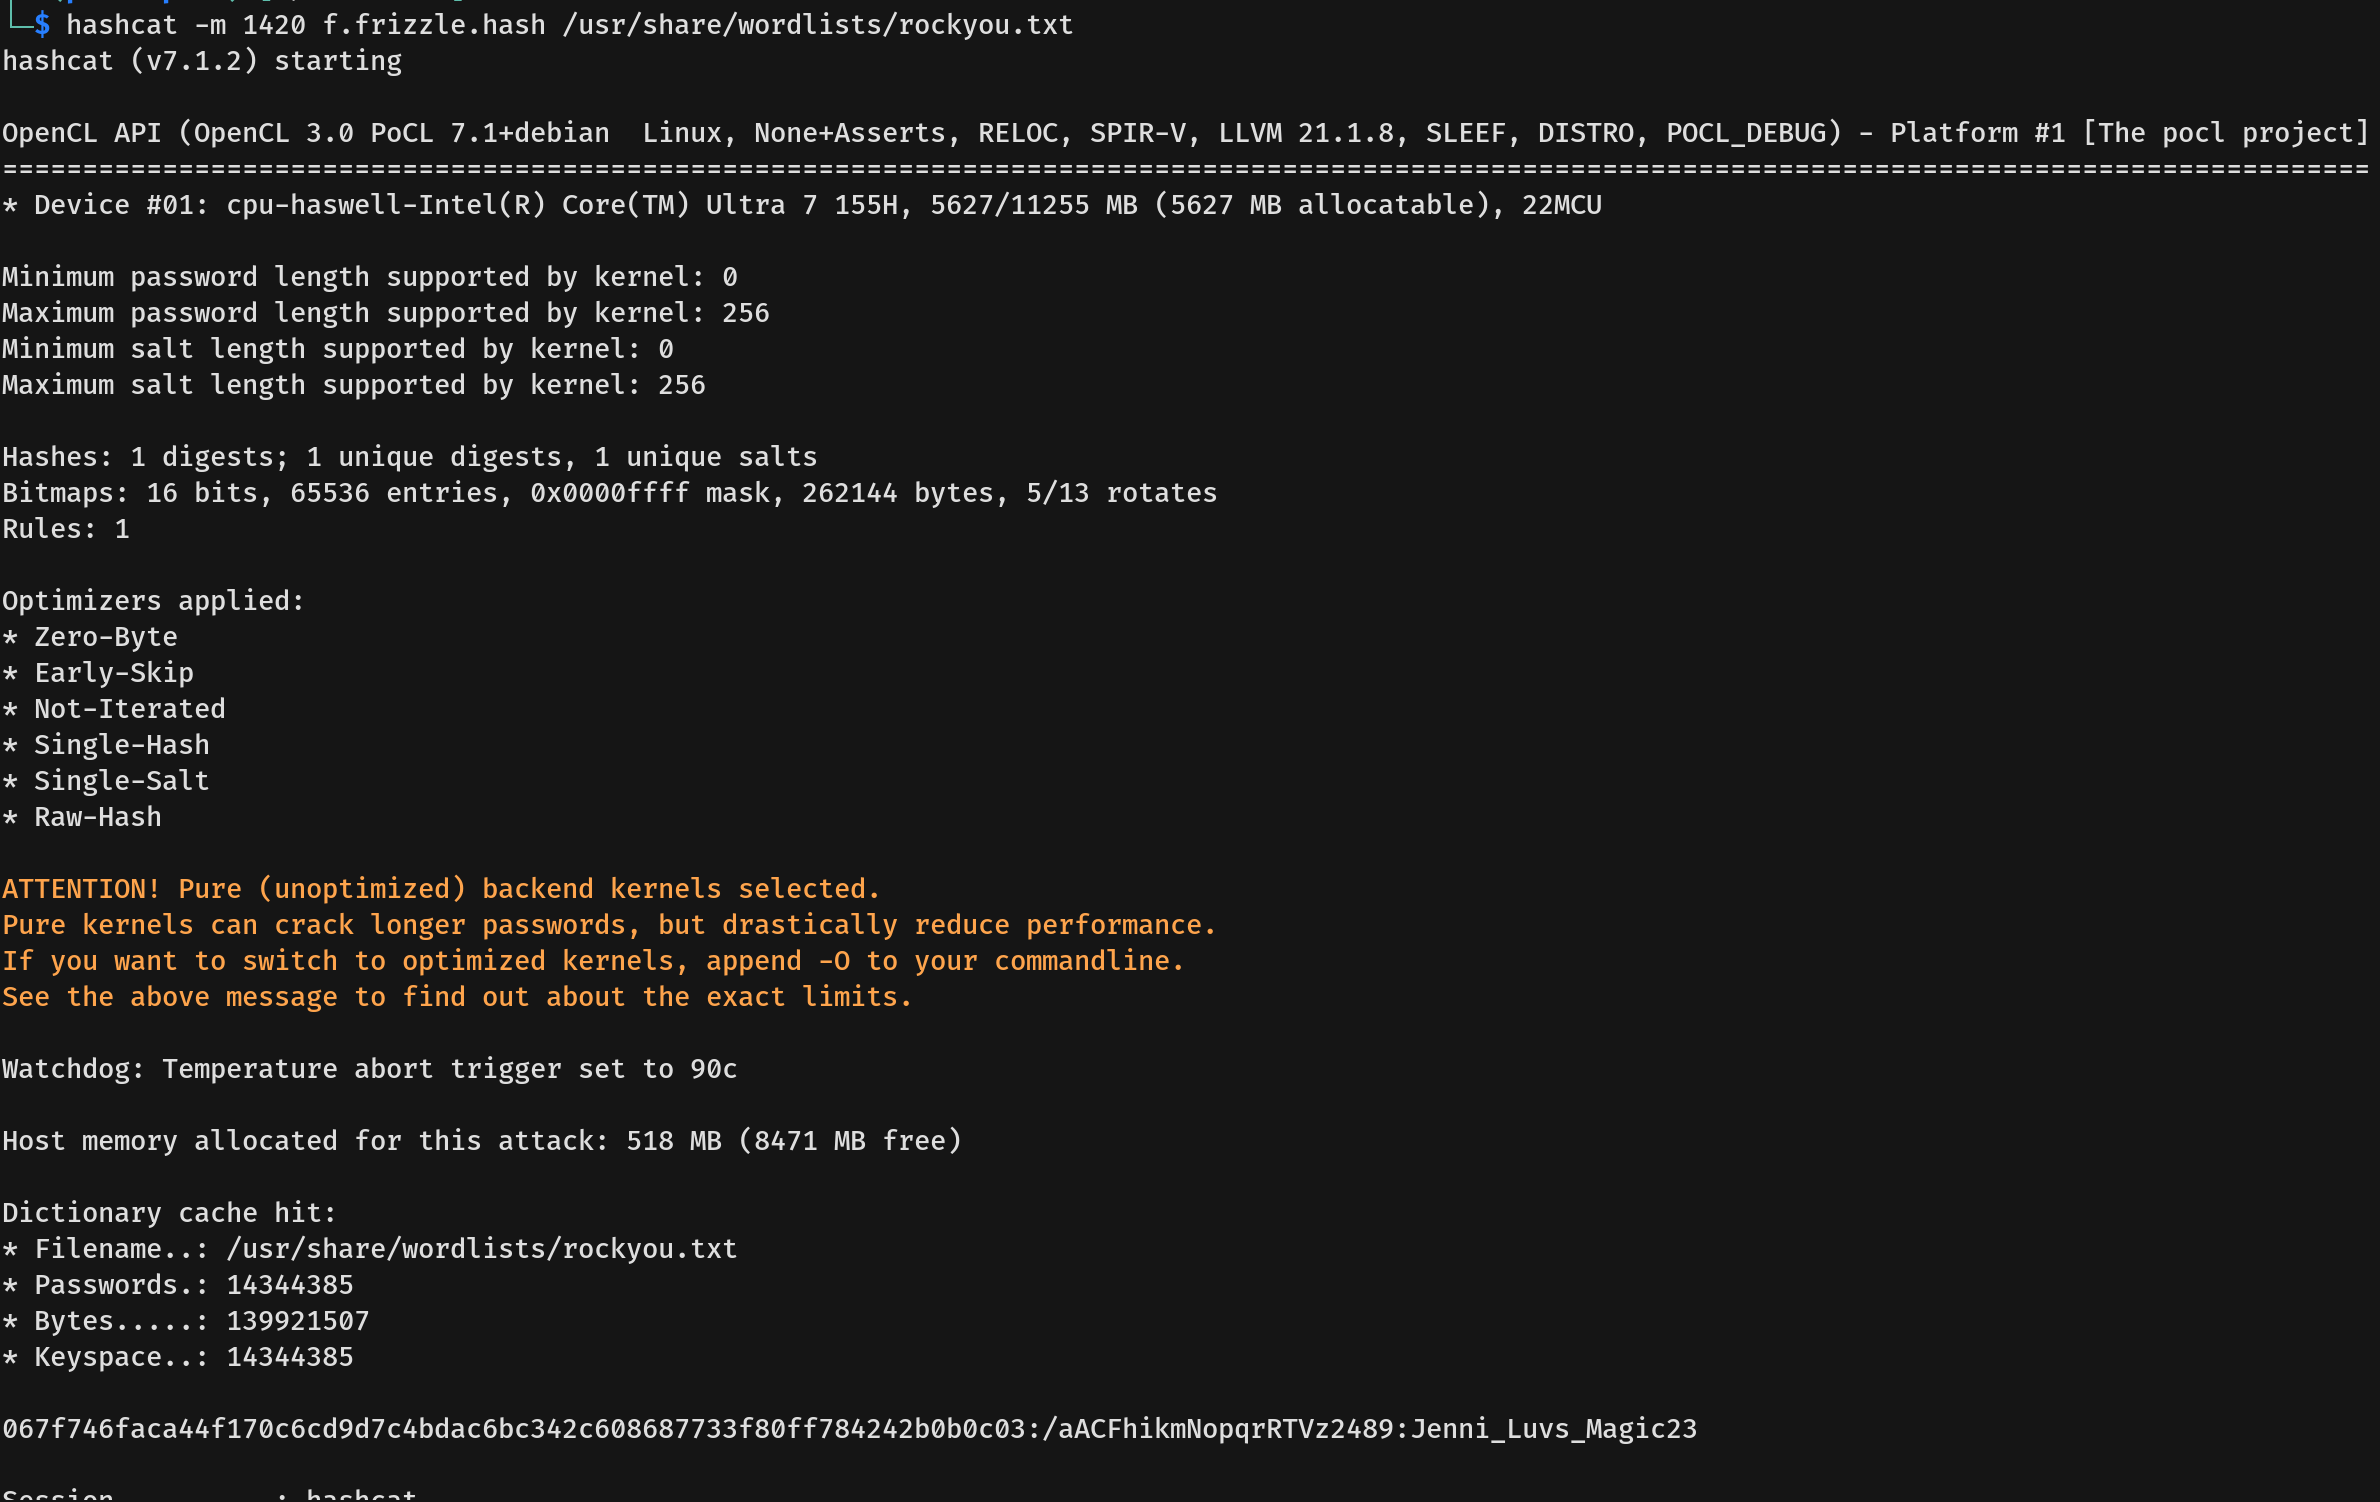 $ hashcat -m 1420 f.frizzle.hash /usr/share/wordlists/rockyou.txt
hashcat (v7.1.2) starting
OpenCL API (OpenCL 3.0 PoCL 7.1+debian  Linux, None+Asserts, RELOC, SPIR-V, LLVM 21.1.8, SLEEF, DISTRO, POCL_DEBUG) - Platform #1 [The pocl project]
====================================================================================================================================================
* Device #01: cpu-haswell-Intel(R) Core(TM) Ultra 7 155H, 5627/11255 MB (5627 MB allocatable), 22MCU
Minimum password length supported by kernel: 0
Maximum password length supported by kernel: 256
Minimum salt length supported by kernel: 0
Maximum salt length supported by kernel: 256
Hashes: 1 digests; 1 unique digests, 1 unique salts
Bitmaps: 16 bits, 65536 entries, 0x0000ffff mask, 262144 bytes, 5/13 rotates
Rules: 1
Optimizers applied:
* Zero-Byte
* Early-Skip
* Not-Iterated
* Single-Hash
* Single-Salt
* Raw-Hash
ATTENTION! Pure (unoptimized) backend kernels selected.
Pure kernels can crack longer passwords, but drastically reduce performance.
If you want to switch to optimized kernels, append -O to your commandline.
See the above message to find out about the exact limits.
Watchdog: Temperature abort trigger set to 90c
Host memory allocated for this attack: 518 MB (8471 MB free)
Dictionary cache hit:
* Filename..: /usr/share/wordlists/rockyou.txt
* Passwords.: 14344385
* Bytes.....: 139921507
* Keyspace..: 14344385
067f746faca44f170c6cd9d7c4bdac6bc342c608687733f80ff784242b0b0c03:/aACFhikmNopqrRTVz2489:Jenni_Luvs_Magic23